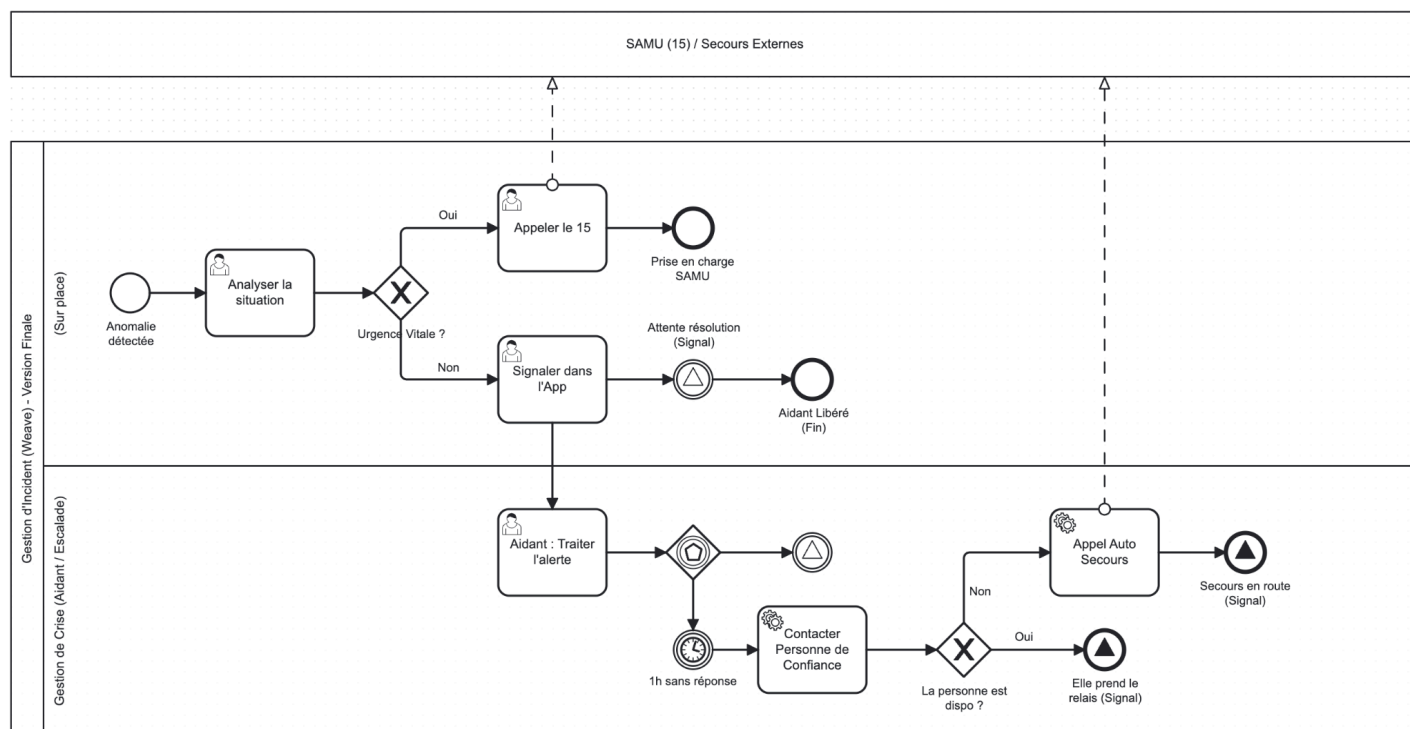 SAMU (15) / Secours Externes
Gestion d'Incident (Weave) - Version Finale
(Sur place)
Anomalie
détectée
Analyser la
situation
Urgence Vitale ?
Oui
Appeler le 15
Prise en charge
SAMU
Non
Signaler dans
l'App
Attente résolution
(Signal)
Aidant Libéré
(Fin)
Gestion de Crise (Aidant / Escalade)
Aidant : Traiter
l'alerte
1h sans réponse
Contacter
Personne de
Confiance
La personne est
dispo ?
Non
Appel Auto
Secours
Secours en route
(Signal)
Oui
Elle prend le
relais (Signal)